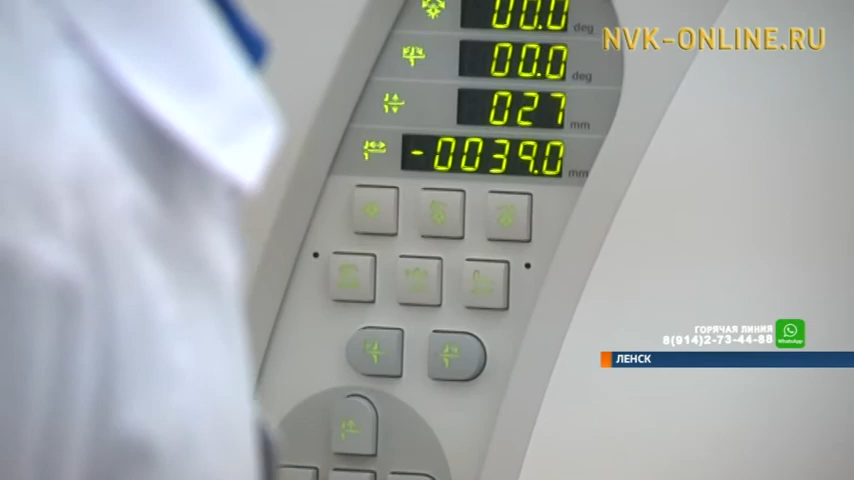 00.0 deg
NVK-ONLINE.RU
00.0 deg
027 mm
-0039.0 mm
ГОРЯЧАЯ ЛИНИЯ
8(914)2-73-44-88
WhatsApp
ЛЕНСК